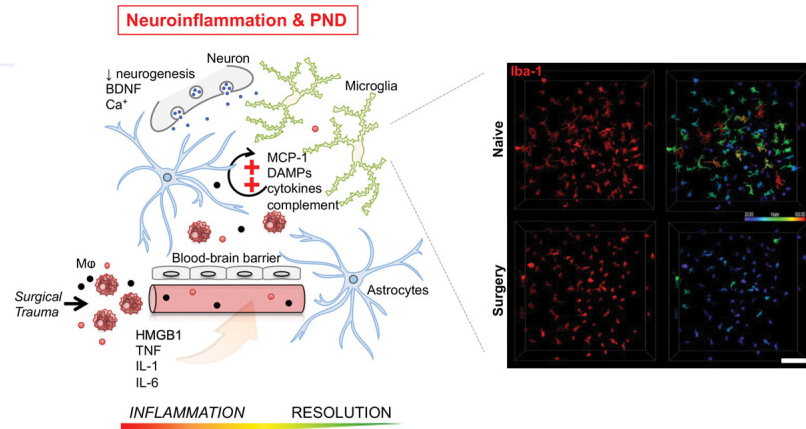 Neuroinflammation & PND
Neuron
↓ neurogenesis
BDNF
Ca⁺
Microglia
MCP-1
DAMPs
cytokines
complement
Blood-brain barrier
Mφ
Surgical
Trauma
Astrocytes
HMGB1
TNF
IL-1
IL-6
INFLAMMATION
RESOLUTION
Iba-1
Naive
Surgery